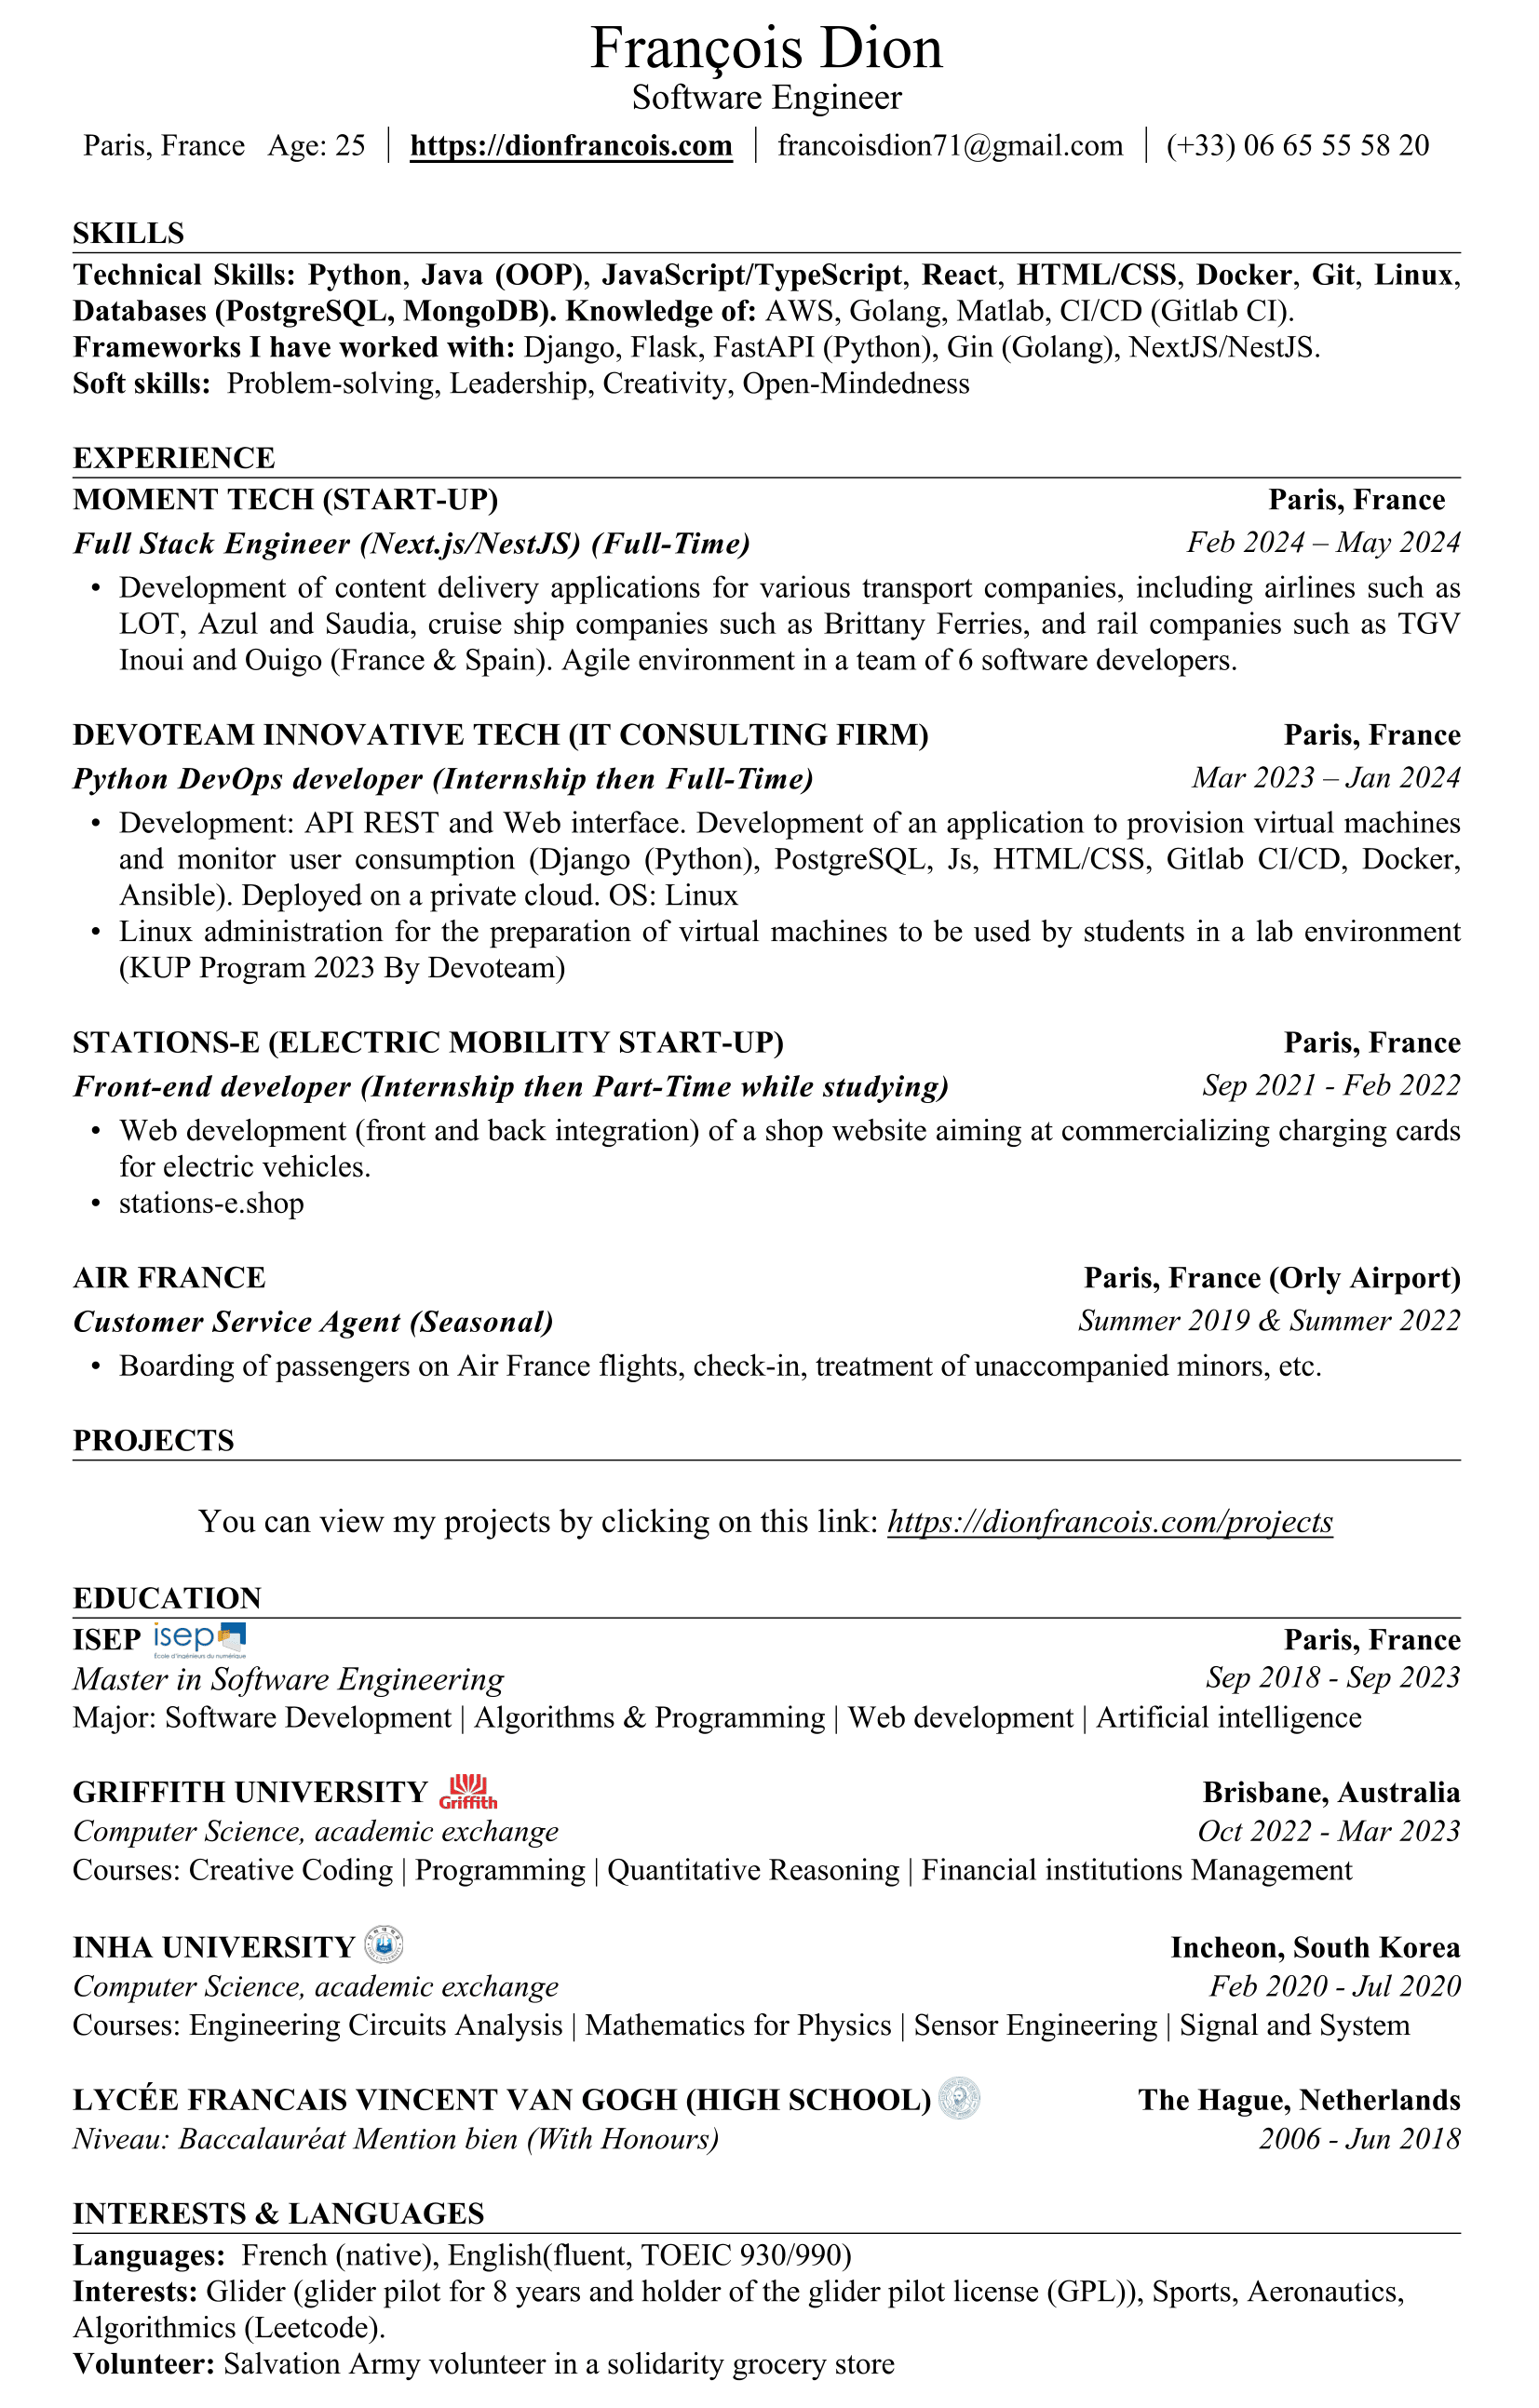 François Dion
Software Engineer
Paris, France Age: 25 | https://dionfrancois.com | francoisdion71@gmail.com | (+33) 06 65 55 58 20
SKILLS
Technical Skills: Python, Java (OOP), JavaScript/TypeScript, React, HTML/CSS, Docker, Git, Linux,
Databases (PostgreSQL, MongoDB). Knowledge of: AWS, Golang, Matlab, CI/CD (Gitlab CI).
Frameworks I have worked with: Django, Flask, FastAPI (Python), Gin (Golang), NextJS/NestJS.
Soft skills: Problem-solving, Leadership, Creativity, Open-Mindedness
EXPERIENCE
MOMENT TECH (START-UP) Paris, France
Full Stack Engineer (Next.js/NestJS) (Full-Time) Feb 2024 – May 2024
• Development of content delivery applications for various transport companies, including airlines such as
LOT, Azul and Saudia, cruise ship companies such as Brittany Ferries, and rail companies such as TGV
Inoui and Ouigo (France & Spain). Agile environment in a team of 6 software developers.
DEVOTEAM INNOVATIVE TECH (IT CONSULTING FIRM) Paris, France
Python DevOps developer (Internship then Full-Time) Mar 2023 – Jan 2024
• Development: API REST and Web interface. Development of an application to provision virtual machines
and monitor user consumption (Django (Python), PostgreSQL, Js, HTML/CSS, Gitlab CI/CD, Docker,
Ansible). Deployed on a private cloud. OS: Linux
• Linux administration for the preparation of virtual machines to be used by students in a lab environment
(KUP Program 2023 By Devoteam)
STATIONS-E (ELECTRIC MOBILITY START-UP) Paris, France
Front-end developer (Internship then Part-Time while studying) Sep 2021 - Feb 2022
• Web development (front and back integration) of a shop website aiming at commercializing charging cards
for electric vehicles.
• stations-e.shop
AIR FRANCE Paris, France (Orly Airport)
Customer Service Agent (Seasonal) Summer 2019 & Summer 2022
• Boarding of passengers on Air France flights, check-in, treatment of unaccompanied minors, etc.
PROJECTS
You can view my projects by clicking on this link: https://dionfrancois.com/projects
EDUCATION
ISEP isep Paris, France
École d'ingénieurs du numérique
Master in Software Engineering Sep 2018 - Sep 2023
Major: Software Development | Algorithms & Programming | Web development | Artificial intelligence
GRIFFITH UNIVERSITY Griffith Brisbane, Australia
Computer Science, academic exchange Oct 2022 - Mar 2023
Courses: Creative Coding | Programming | Quantitative Reasoning | Financial institutions Management
INHA UNIVERSITY Incheon, South Korea
Computer Science, academic exchange Feb 2020 - Jul 2020
Courses: Engineering Circuits Analysis | Mathematics for Physics | Sensor Engineering | Signal and System
LYCÉE FRANCAIS VINCENT VAN GOGH (HIGH SCHOOL) The Hague, Netherlands
Niveau: Baccalauréat Mention bien (With Honours) 2006 - Jun 2018
INTERESTS & LANGUAGES
Languages: French (native), English(fluent, TOEIC 930/990)
Interests: Glider (glider pilot for 8 years and holder of the glider pilot license (GPL)), Sports, Aeronautics,
Algorithmics (Leetcode).
Volunteer: Salvation Army volunteer in a solidarity grocery store